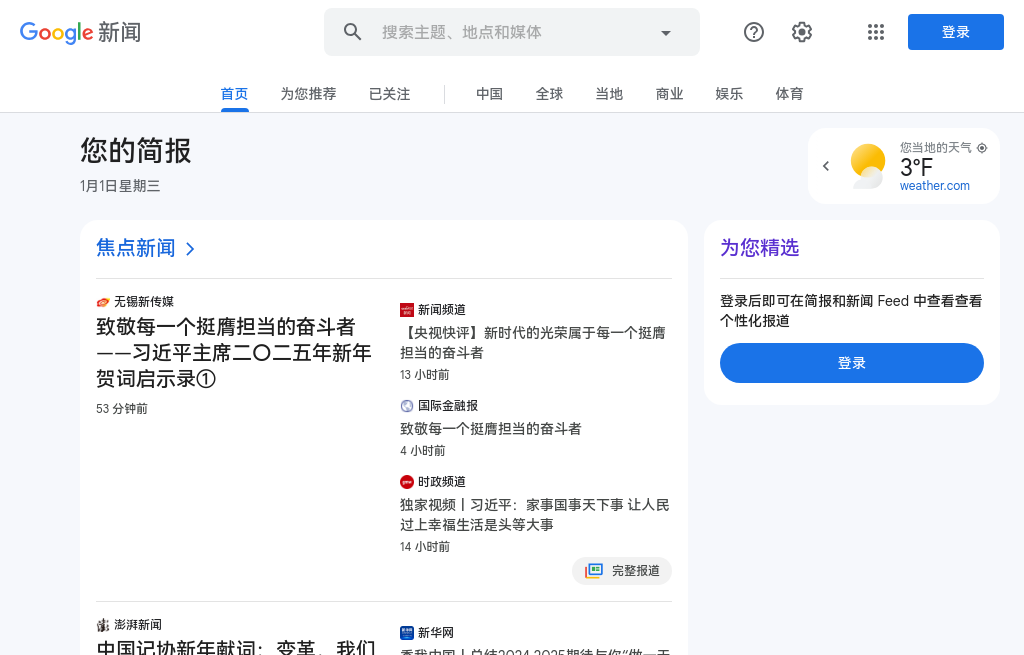 Google 新闻
搜索主题、地点和媒体
登录
首页
为您推荐
已关注
中国
全球
当地
商业
娱乐
体育
您的简报
1月1日星期三
您当地的天气
3°F
weather.com
焦点新闻
无锡新传媒
致敬每一个挺膺担当的奋斗者
——习近平主席二〇二五年新年
贺词启示录①
53 分钟前
新闻频道
【央视快评】新时代的光荣属于每一个挺膺
担当的奋斗者
13 小时前
国际金融报
致敬每一个挺膺担当的奋斗者
4 小时前
时政频道
独家视频丨习近平：家事国事天下事 让人民
过上幸福生活是头等大事
14 小时前
完整报道
为您精选
登录后即可在简报和新闻 Feed 中查看查看
个性化报道
登录
澎湃新闻
中国记协新年献词：变革，我们
新华网